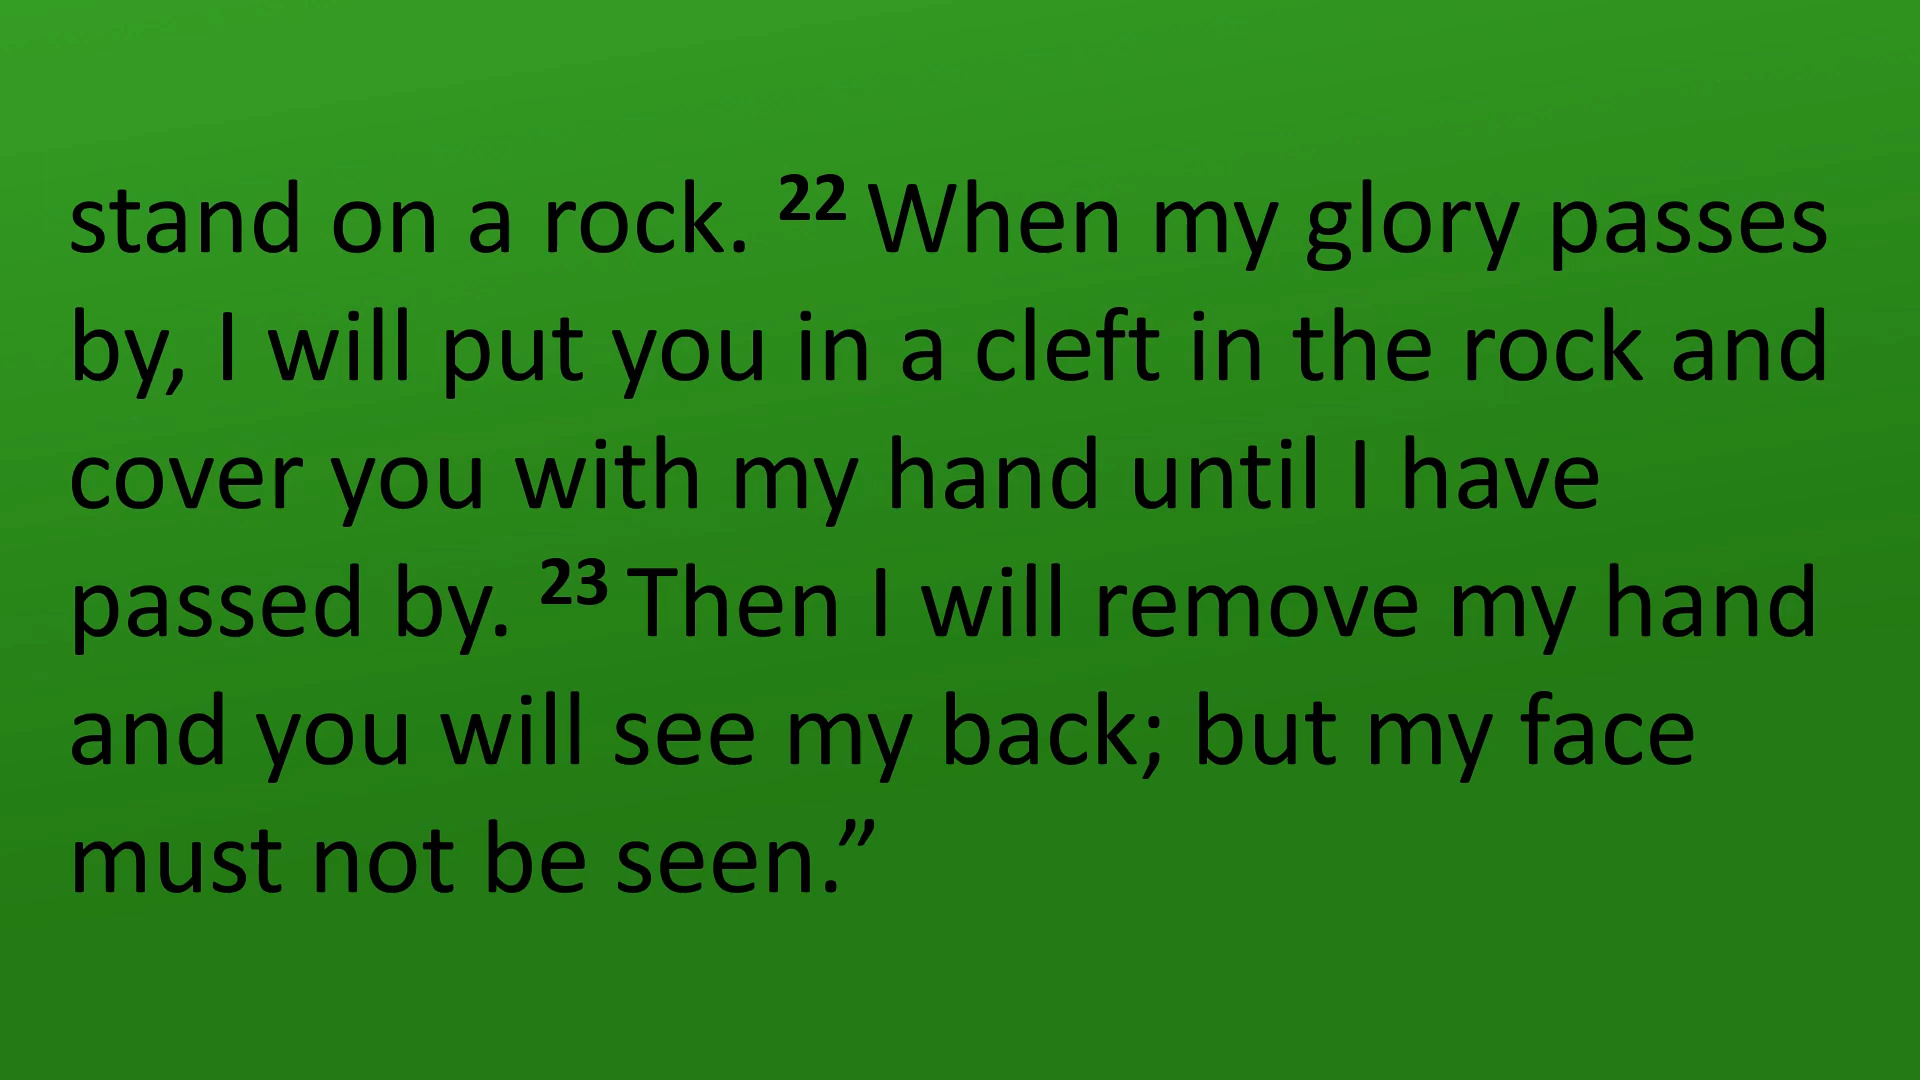 stand on a rock. 22 When my glory passes
by, I will put you in a cleft in the rock and
cover you with my hand until I have
passed by. 23 Then I will remove my hand
and you will see my back; but my face
must not be seen.”